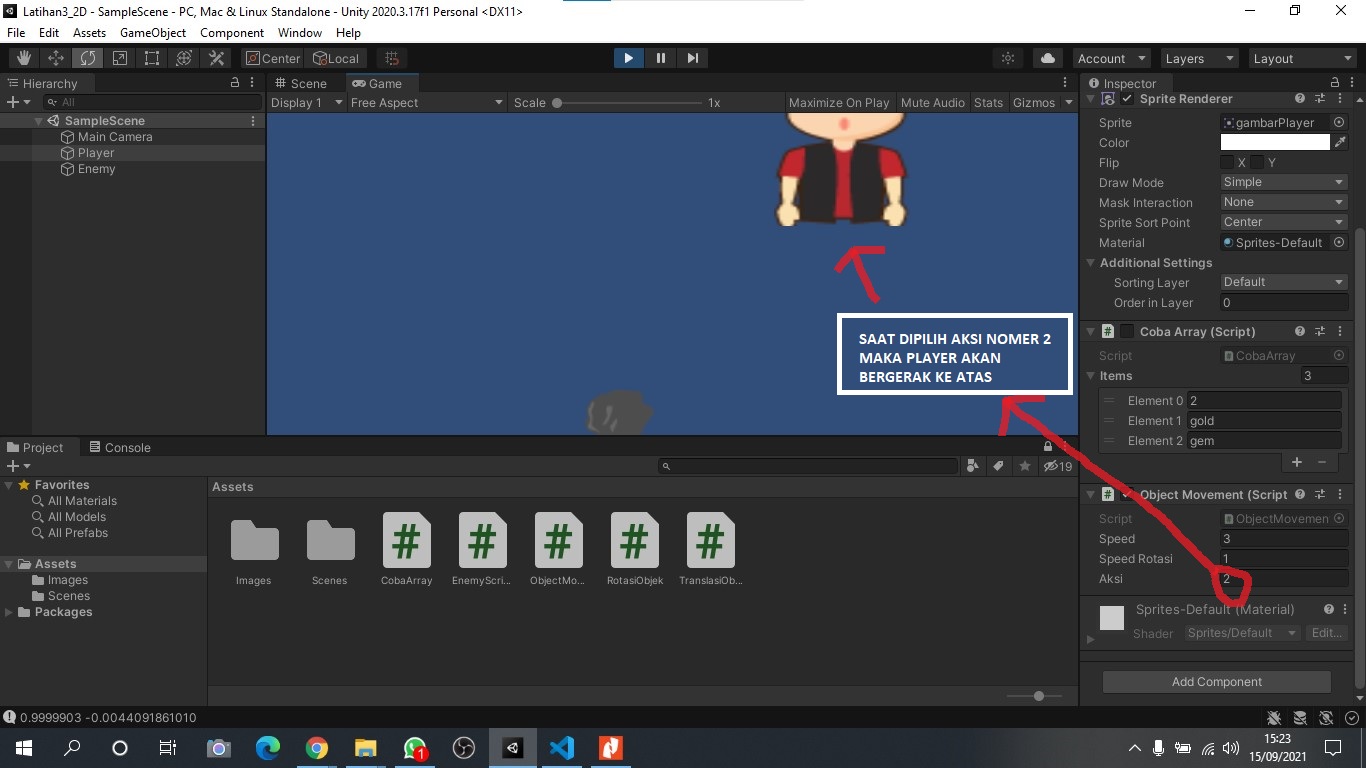 Latihan3_2D - SampleScene - PC, Mac & Linux Standalone - Unity 2020.3.17f1 Personal <DX11>
File Edit Assets GameObject Component Window Help
Center Local Account Layers Layout
Hierarchy
All
SampleScene
Main Camera
Player
Enemy
Scene Game
Display 1 Free Aspect Scale 1x Maximize On Play Mute Audio Stats Gizmos
SAAT DIPILIH AKSI NOMER 2
MAKA PLAYER AKAN
BERGERAK KE ATAS
Inspector
Sprite Renderer
Sprite gambarPlayer
Color
Flip X Y
Draw Mode Simple
Mask Interaction None
Sprite Sort Point Center
Material Sprites-Default
Additional Settings
Sorting Layer Default
Order in Layer 0
Coba Array (Script)
Script CobaArray
Items 3
Element 0 2
Element 1 gold
Element 2 gem
Object Movement (Script
Script ObjectMovemen
Speed 3
Speed Rotasi 1
Aksi 2
Sprites-Default (Material)
Shader Sprites/Default Edit...
Add Component
Project Console
19
Favorites
All Materials
All Models
All Prefabs
Assets
Images
Scenes
Packages
Assets
Images Scenes CobaArray EnemyScri... ObjectMo... RotasiObjek TranslasiOb...
0.9999903 -0.0044091861010
1
15:23
15/09/2021